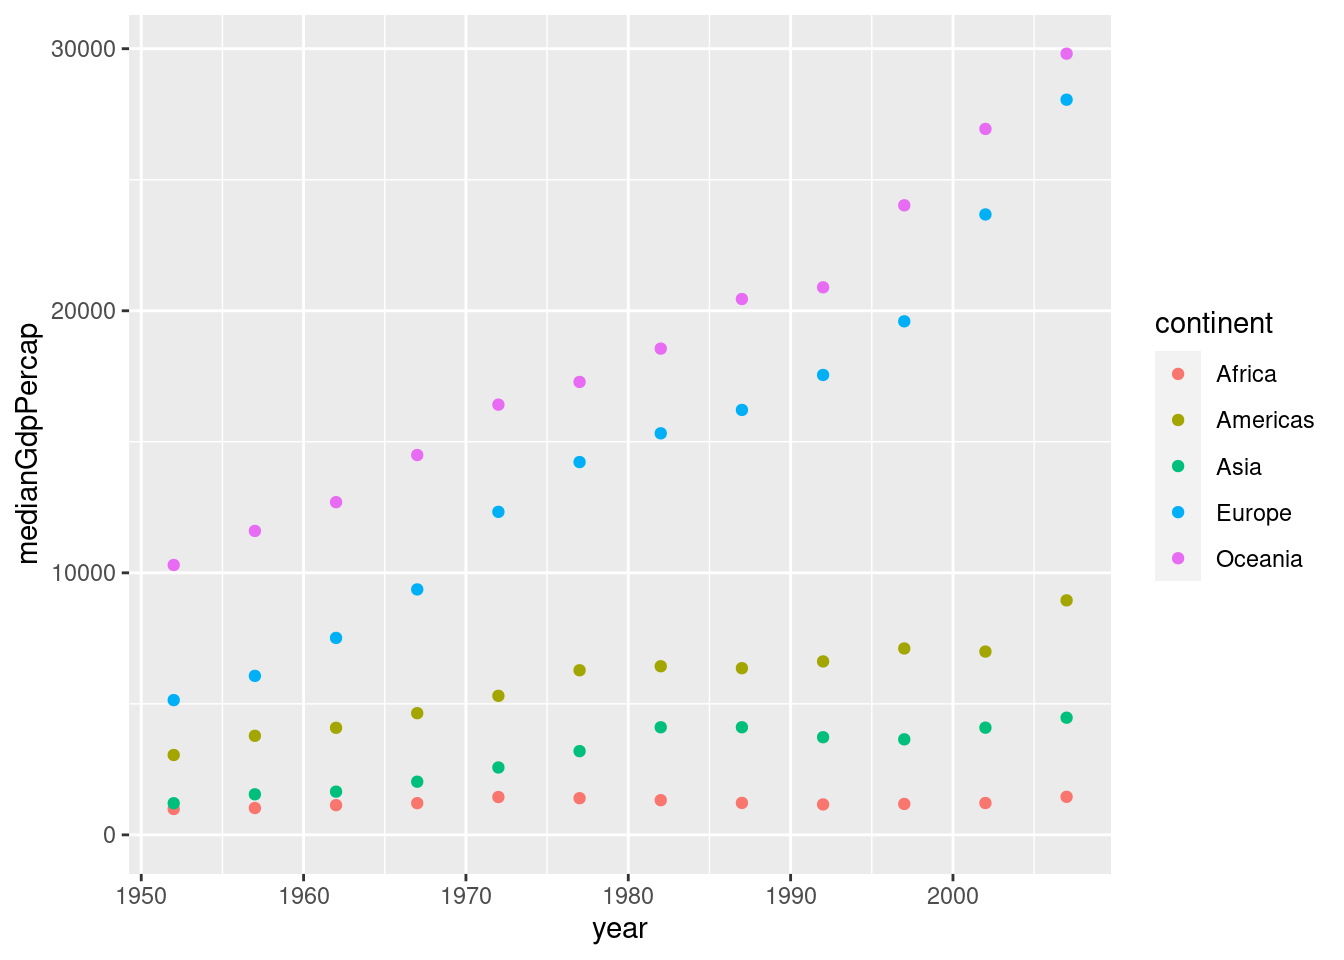 30000
20000
10000
0
medianGdpPercap
1950 1960 1970 1980 1990 2000
year
continent
Africa
Americas
Asia
Europe
Oceania